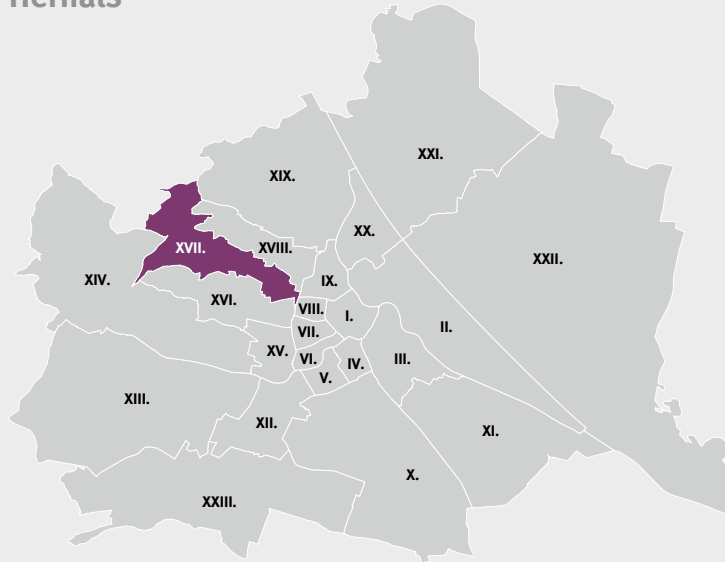 Hernals
XXI.
XIX.
XX.
XVII.
XVIII.
XXII.
IX.
XIV.
XVI.
VIII.
I.
II.
VII.
XV.
VI.
IV.
III.
V.
XIII.
XII.
XI.
X.
XXIII.